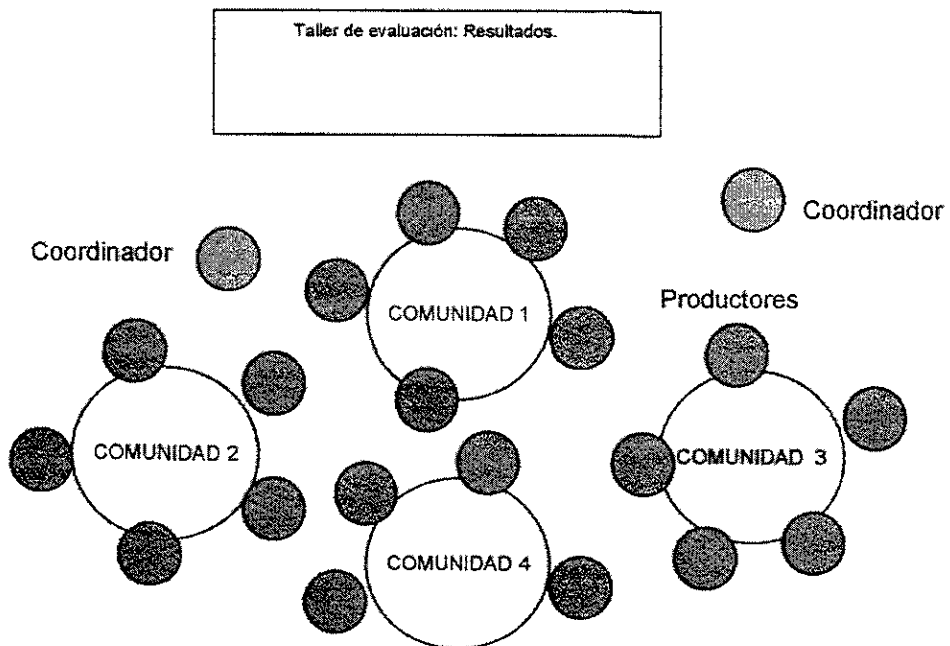 Taller de evaluación: Resultados.
Coordinador
Coordinador
COMUNIDAD 1
Productores
COMUNIDAD 2
COMUNIDAD 3
COMUNIDAD 4